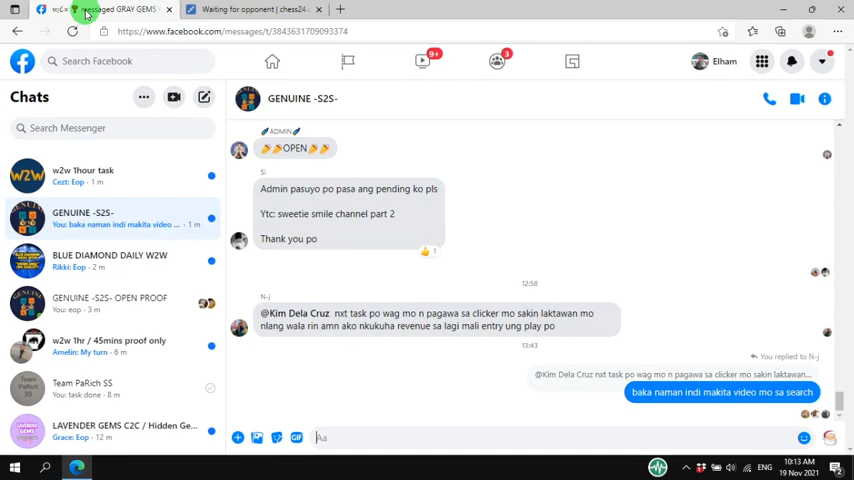 messaged GRAY GEMS
Waiting for opponent | chess24.
https://www.facebook.com/messages/t/3843631793709093374
Search Facebook
9+
3
Elham
Chats
Search Messenger
w2w 1hour task
Cezt: Eop · 1 m
GENUINE -S2S-
You: baka naman indi makita video ... · 1 m
BLUE DIAMOND DAILY W2W
Rikki: Eop · 2 m
GENUINE -S2S- OPEN PROOF
You: eop · 3 m
w2w 1hr / 45mins proof only
Amelin: My turn · 6 m
Team PaRich SS
You: task done · 8 m
LAVENDER GEMS C2C / Hidden Ge...
Grace: Eop · 12 m
GENUINE -S2S-
ADMIN
OPEN
Si
Admin pasuyo po pasa ang pending ko pls
Ytc: sweetie smile channel part 2
Thank you po
1
12:58
N-j
@Kim Dela Cruz nxt task po wag mo n pagawa sa clicker mo sakin laktawan mo
nlang wala rin amn ako nkukuha revenue sa lagi mali entry ung play po
13:43
You replied to N-j
@Kim Dela Cruz nxt task po wag mo n pagawa sa clicker mo sakin laktawan...
baka naman indi makita video mo sa search
GIF
Aa
ENG
10:13 AM
19 Nov 2021
2